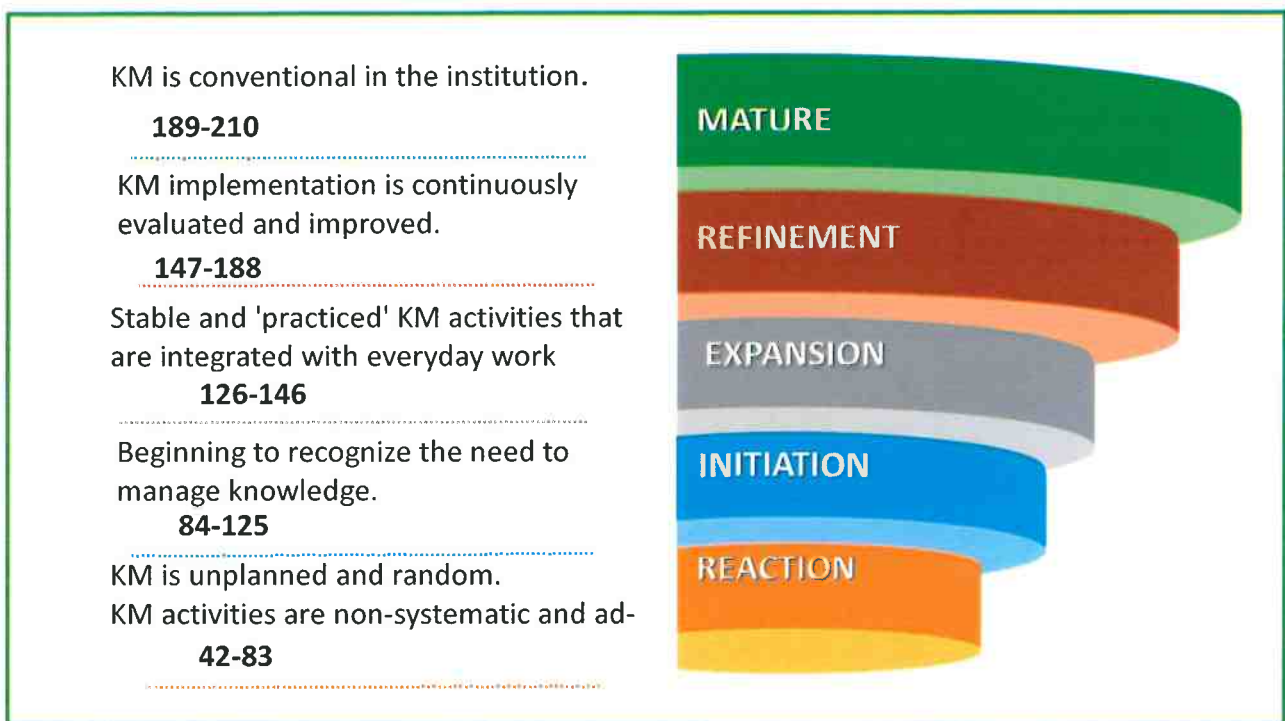 KM is conventional in the institution.
189-210
MATURE
KM implementation is continuously
evaluated and improved.
147-188
REFINEMENT
Stable and 'practiced' KM activities that
are integrated with everyday work
126-146
EXPANSION
Beginning to recognize the need to
manage knowledge.
84-125
INITIATION
KM is unplanned and random.
KM activities are non-systematic and ad-
42-83
REACTION